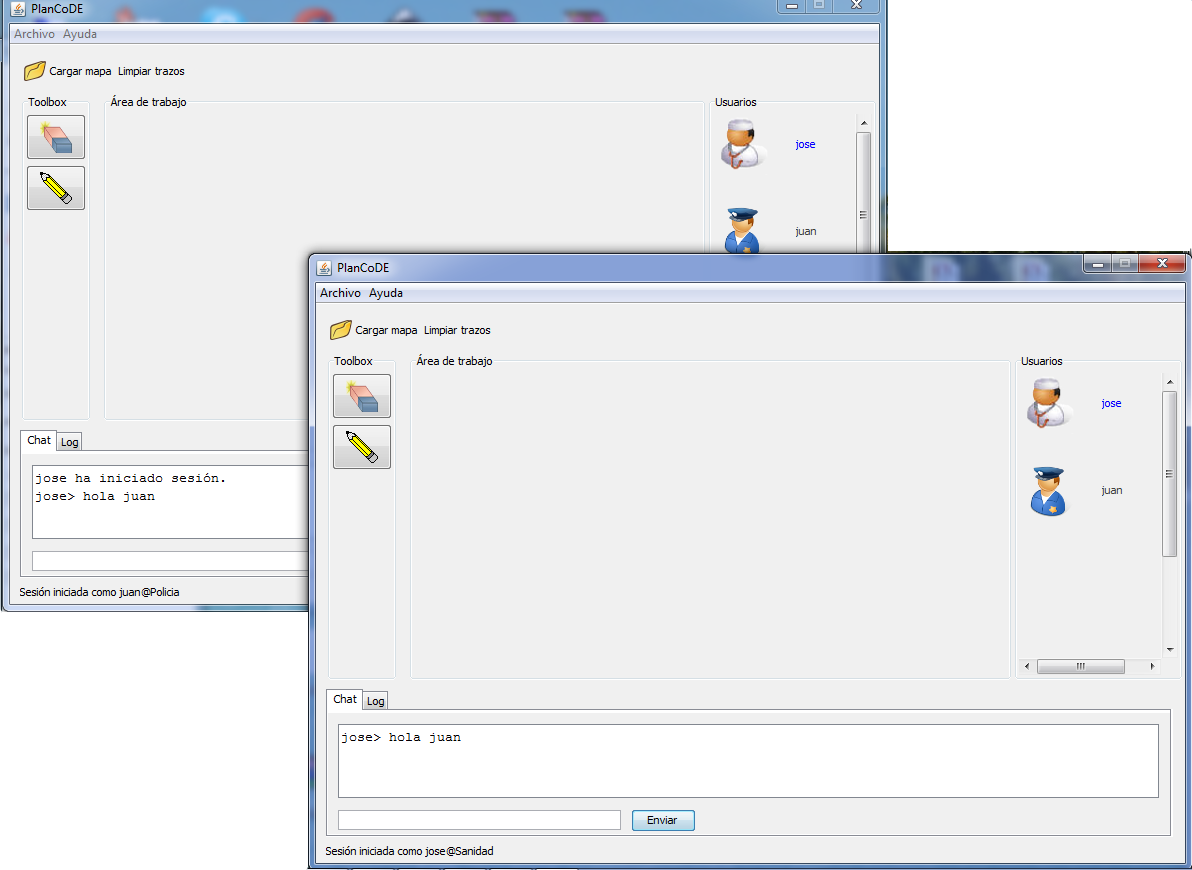 PlanCoDE
Archivo Ayuda
Cargar mapa Limpiar trazos
Toolbox
Área de trabajo
Usuarios
jose
juan
Chat
Log
jose ha iniciado sesión.
jose> hola juan
Sesión iniciada como juan@Policia
PlanCoDE
Archivo Ayuda
Cargar mapa Limpiar trazos
Toolbox
Área de trabajo
Usuarios
jose
juan
Chat
Log
jose> hola juan
Enviar
Sesión iniciada como jose@Sanidad